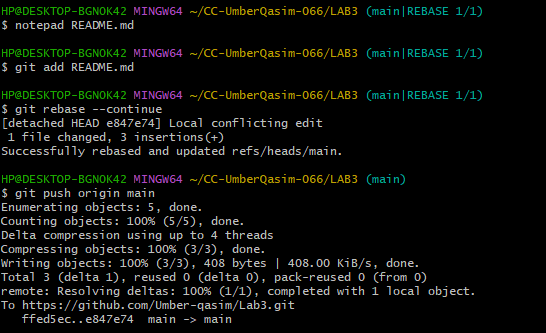 HP@DESKTOP-BGNOK42 MINGW64 ~/CC-UmberQasim-066/LAB3 (main|REBASE 1/1)
$ notepad README.md
HP@DESKTOP-BGNOK42 MINGW64 ~/CC-UmberQasim-066/LAB3 (main|REBASE 1/1)
$ git add README.md
HP@DESKTOP-BGNOK42 MINGW64 ~/CC-UmberQasim-066/LAB3 (main|REBASE 1/1)
$ git rebase --continue
[detached HEAD e847e74] Local conflicting edit
1 file changed, 3 insertions(+)
Successfully rebased and updated refs/heads/main.
HP@DESKTOP-BGNOK42 MINGW64 ~/CC-UmberQasim-066/LAB3 (main)
$ git push origin main
Enumerating objects: 5, done.
Counting objects: 100% (5/5), done.
Delta compression using up to 4 threads
Compressing objects: 100% (3/3), done.
Writing objects: 100% (3/3), 408 bytes | 408.00 KiB/s, done.
Total 3 (delta 1), reused 0 (delta 0), pack-reused 0 (from 0)
remote: Resolving deltas: 100% (1/1), completed with 1 local object.
To https://github.com/Umber-qasim/Lab3.git
ffed5ec..e847e74  main -> main